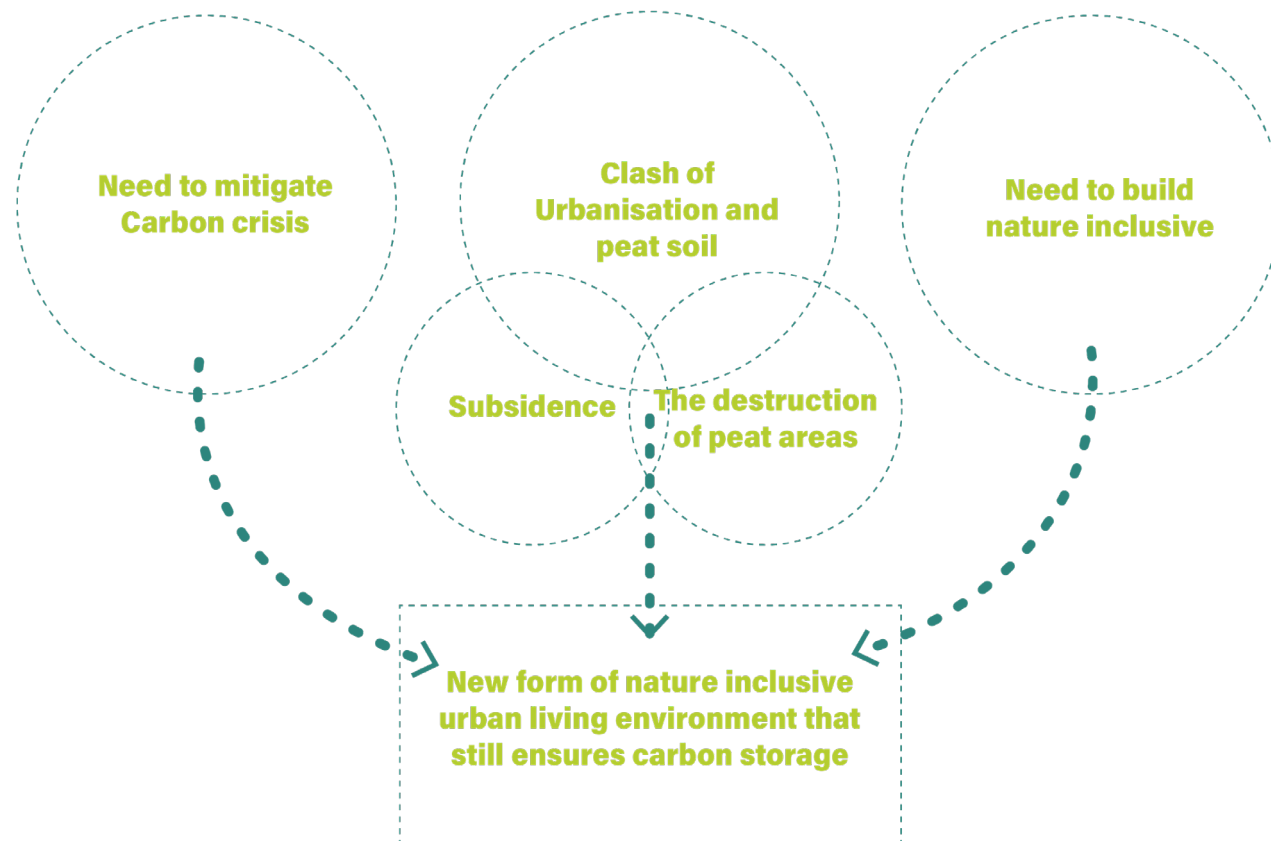 Need to mitigate
Carbon crisis
Clash of
Urbanisation and
peat soil
Need to build
nature inclusive
Subsidence
The destruction
of peat areas
New form of nature inclusive
urban living environment that
still ensures carbon storage